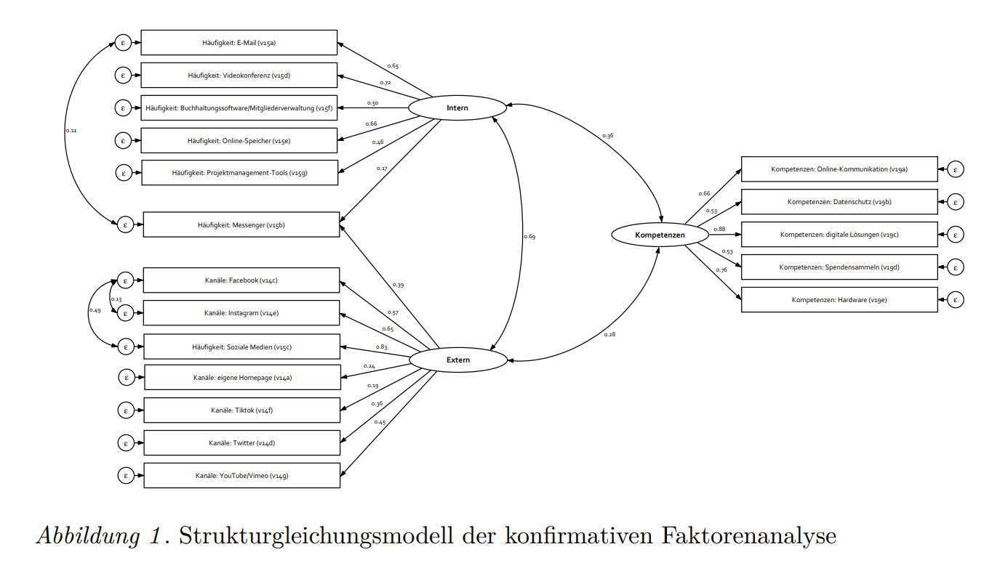 ε
Häufigkeit: E-Mail (v15a)
0.65
ε
Häufigkeit: Videokonferenz (v15d)
0.72
ε
Häufigkeit: Buchhaltungssoftware/Mitgliederverwaltung (v15f)
0.50
Intern
0.11
ε
Häufigkeit: Online-Speicher (v15e)
0.66
0.46
0.36
ε
Häufigkeit: Projektmanagement-Tools (v15g)
0.17
ε
Häufigkeit: Messenger (v15b)
0.69
0.39
Kompetenzen
0.66
Kompetenzen: Online-Kommunikation (v19a)
ε
0.53
Kompetenzen: Datenschutz (v19b)
ε
0.88
Kompetenzen: digitale Lösungen (v19c)
ε
0.53
Kompetenzen: Spendensammeln (v19d)
ε
0.76
Kompetenzen: Hardware (v19e)
ε
ε
Kanäle: Facebook (v14c)
0.13
0.49
0.57
ε
Kanäle: Instagram (v14e)
0.65
0.28
ε
Häufigkeit: Soziale Medien (v15c)
0.83
Extern
ε
Kanäle: eigene Homepage (v14a)
0.24
0.19
ε
Kanäle: Tiktok (v14f)
0.36
ε
Kanäle: Twitter (v14d)
0.45
ε
Kanäle: YouTube/Vimeo (v14g)
Abbildung 1. Strukturgleichungsmodell der konfirmativen Faktorenanalyse